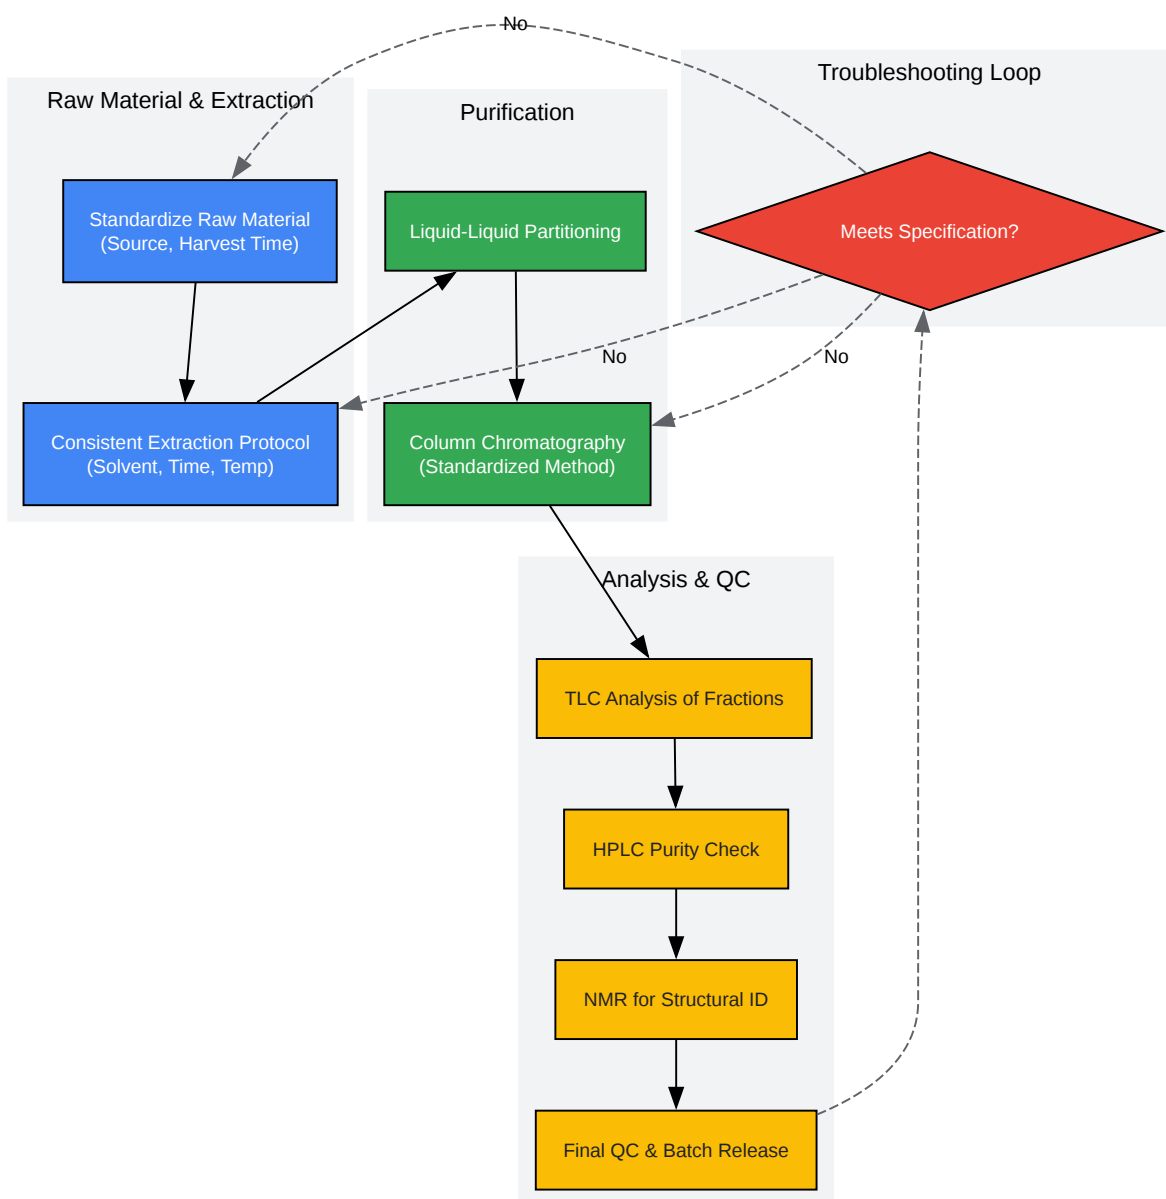 No
Troubleshooting Loop
Raw Material & Extraction
Purification
Standardize Raw Material
(Source, Harvest Time)
Liquid-Liquid Partitioning
Meets Specification?
No
No
Consistent Extraction Protocol
(Solvent, Time, Temp)
Column Chromatography
(Standardized Method)
Analysis & QC
TLC Analysis of Fractions
HPLC Purity Check
NMR for Structural ID
Final QC & Batch Release